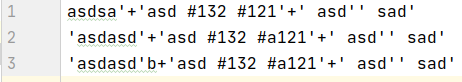 1 asdsa'+'asd #132 #121'+' asd'' sad'
2 'asdasd'+'asd #132 #a121'+' asd'' sad'
3 'asdasd'b+'asd #132 #a121'+' asd'' sad'